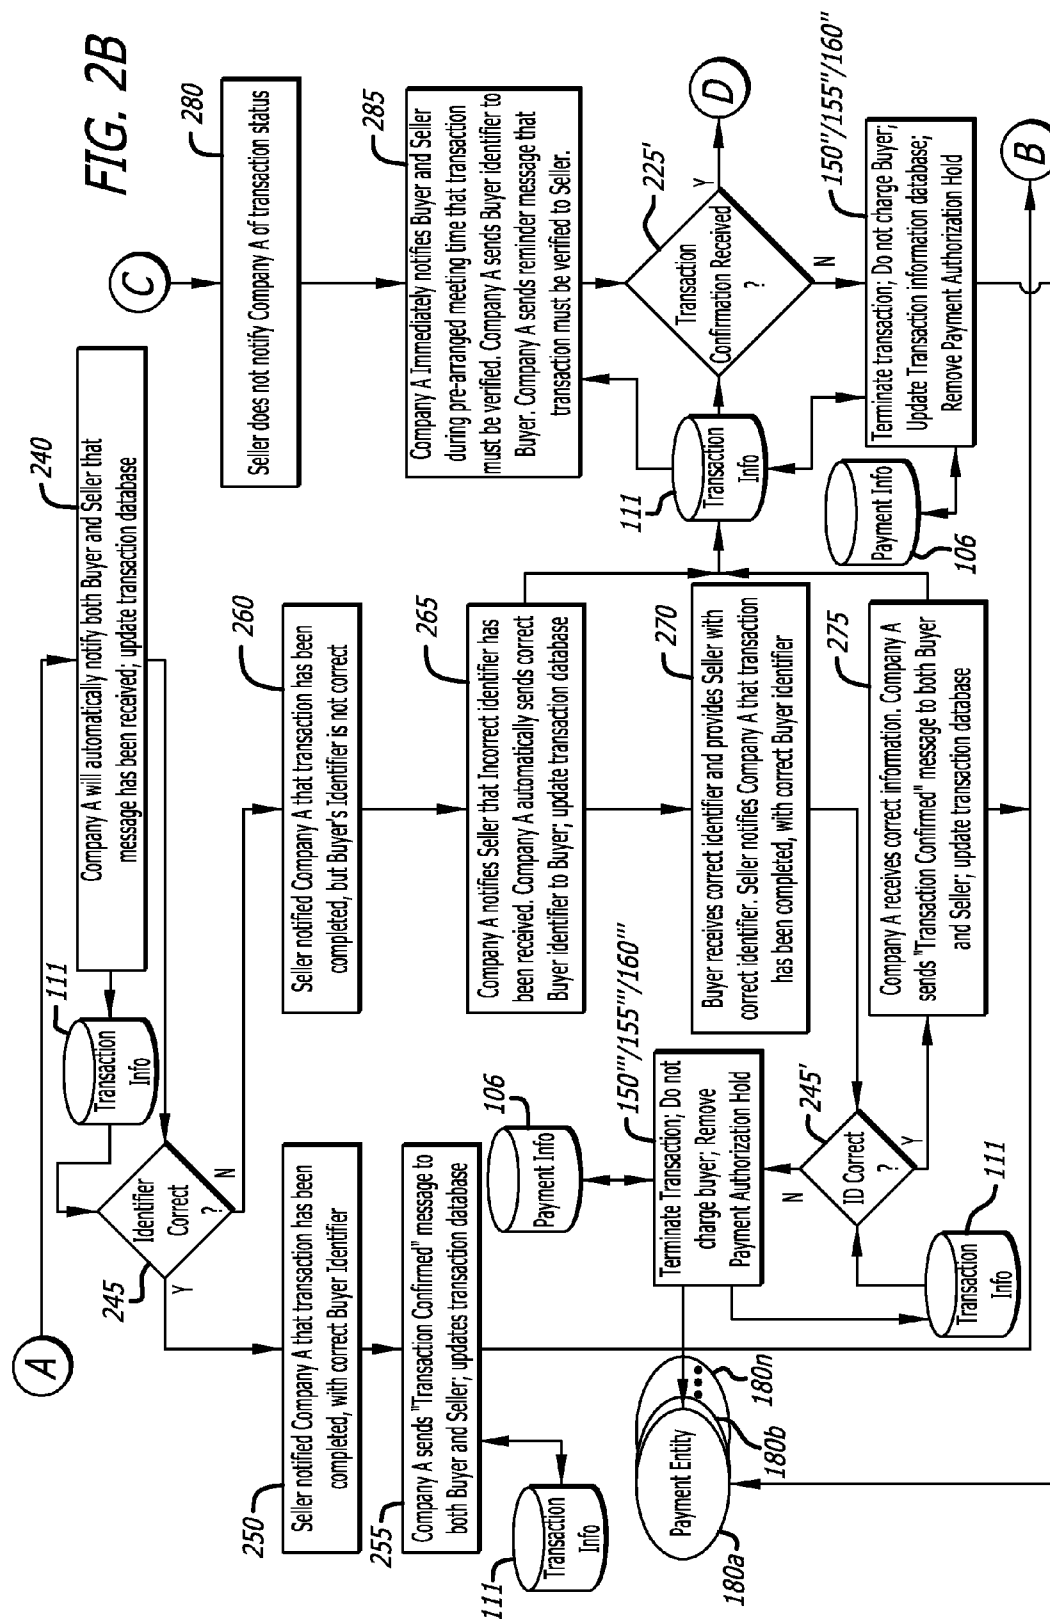 FIG. 2B
A
240
Company A will automatically notify both Buyer and Seller that
message has been received; update transaction database
111
Transaction
Info
Identifier
Correct
?
245
Y
N
250
Seller notified Company A that transaction has been
completed, with correct Buyer Identifier
255
Company A sends "Transaction Confirmed" message to
both Buyer and Seller; updates transaction database
111
Transaction
Info
260
Seller notified Company A that transaction has been
completed, but Buyer's Identifier is not correct
265
Company A notifies Seller that Incorrect identifier has
been received. Company A automatically sends correct
Buyer identifier to Buyer; update transaction database
270
Buyer receives correct identifier and provides Seller with
correct identifier. Seller notifies Company A that transaction
has been completed, with correct Buyer identifier
106
Payment Info
150'''/155'''/160'''
Terminate Transaction; Do not
charge buyer; Remove
Payment Authorization Hold
245'
ID Correct
?
N
Y
111
Transaction
Info
275
Company A receives correct information. Company A
sends "Transaction Confirmed" message to both Buyer
and Seller; update transaction database
Payment Entity
180a
180b
180n
C
280
Seller does not notify Company A of transaction status
285
Company A Immediately notifies Buyer and Seller
during pre-arranged meeting time that transaction
must be verified. Company A sends Buyer identifier to
Buyer. Company A sends reminder message that
transaction must be verified to Seller.
111
Transaction
Info
225'
Transaction
Confirmation Received
?
Y
N
D
106
Payment Info
150''/155''/160''
Terminate transaction; Do not charge Buyer;
Update Transaction information database;
Remove Payment Authorization Hold
B